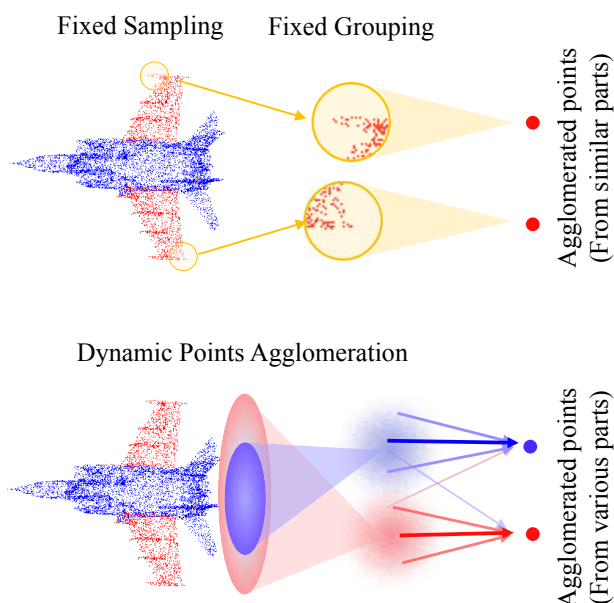 Fixed Sampling
Fixed Grouping
Agglomerated points
(From similar parts)
Dynamic Points Agglomeration
Agglomerated points
(From various parts)